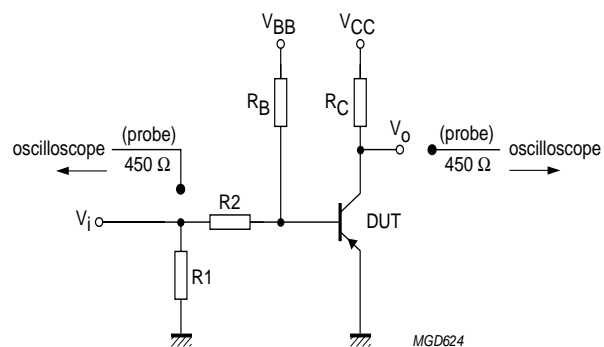 V_BB V_CC
R_B R_C
V_o
(probe) (probe)
oscilloscope oscilloscope
450 Ω 450 Ω
R2
V_i DUT
R1
MGD624